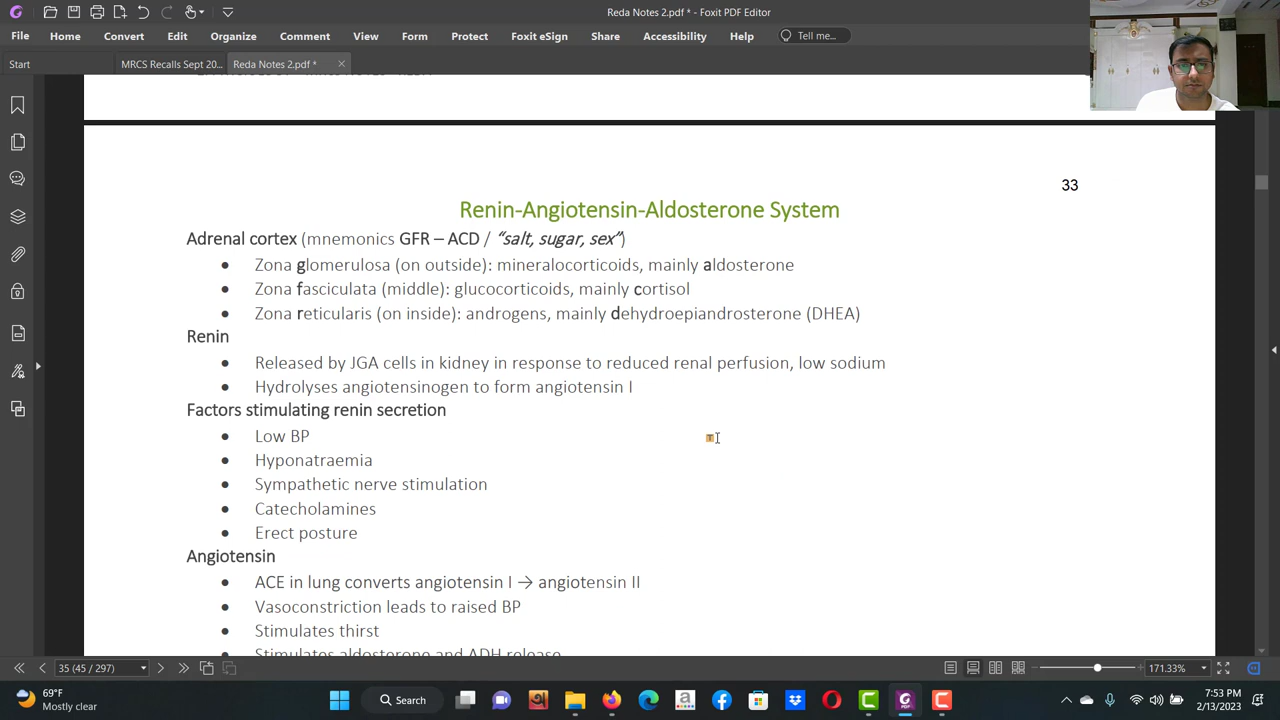 Reda Notes 2.pdf * - Foxit PDF Editor
File Home Convert Edit Organize Comment View Form Protect Foxit eSign Share Accessibility Help Tell me...
Start MRCS Recalls Sept 20... Reda Notes 2.pdf *
33
Renin-Angiotensin-Aldosterone System
Adrenal cortex (mnemonics GFR – ACD / “salt, sugar, sex”)
• Zona glomerulosa (on outside): mineralocorticoids, mainly aldosterone
• Zona fasciculata (middle): glucocorticoids, mainly cortisol
• Zona reticularis (on inside): androgens, mainly dehydroepiandrosterone (DHEA)
Renin
• Released by JGA cells in kidney in response to reduced renal perfusion, low sodium
• Hydrolyses angiotensinogen to form angiotensin I
Factors stimulating renin secretion
• Low BP
• Hyponatraemia
• Sympathetic nerve stimulation
• Catecholamines
• Erect posture
Angiotensin
• ACE in lung converts angiotensin I → angiotensin II
• Vasoconstriction leads to raised BP
• Stimulates thirst
• Stimulates aldosterone and ADH release
35 (45 / 297) 171.33%
69°F
Mostly clear
Search
7:53 PM
2/13/2023